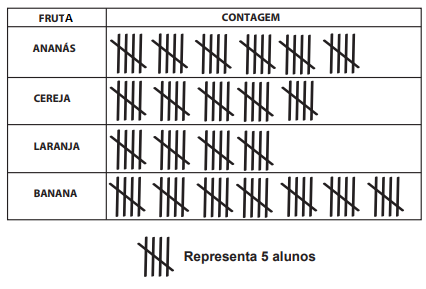 FRUTA CONTAGEM
ANANÁS
CEREJA
LARANJA
BANANA
Representa 5 alunos